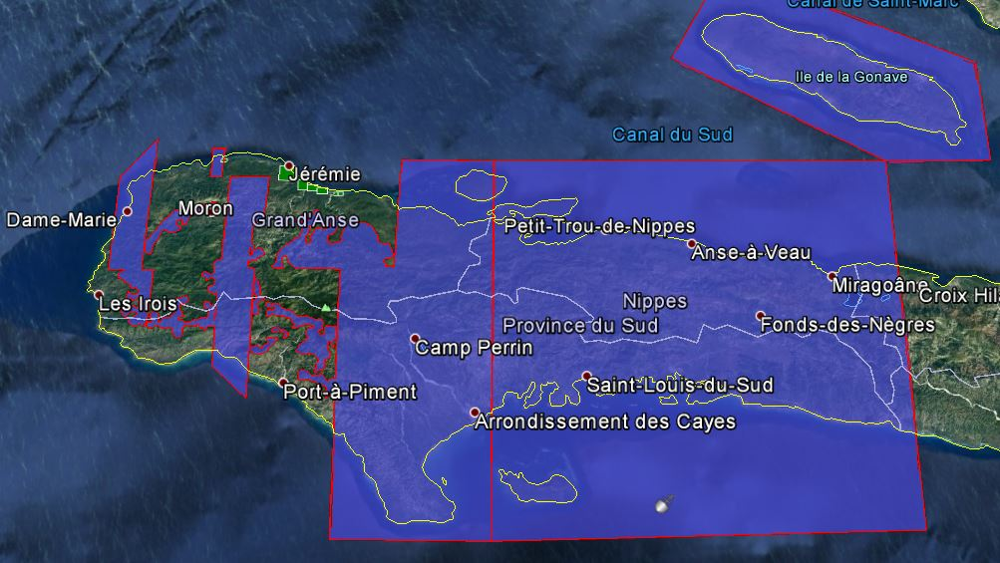 Canal de Saint-Marc
Ile de la Gonave
Canal du Sud
Jérémie
Moron
Dame-Marie
Grand'Anse
Petit-Trou-de-Nippes
Anse-à-Veau
Miragoâne
Croix Hil
Les Irois
Nippes
Province du Sud
Fonds-des-Nègres
Camp Perrin
Saint-Louis-du-Sud
Port-à-Piment
Arrondissement des Cayes